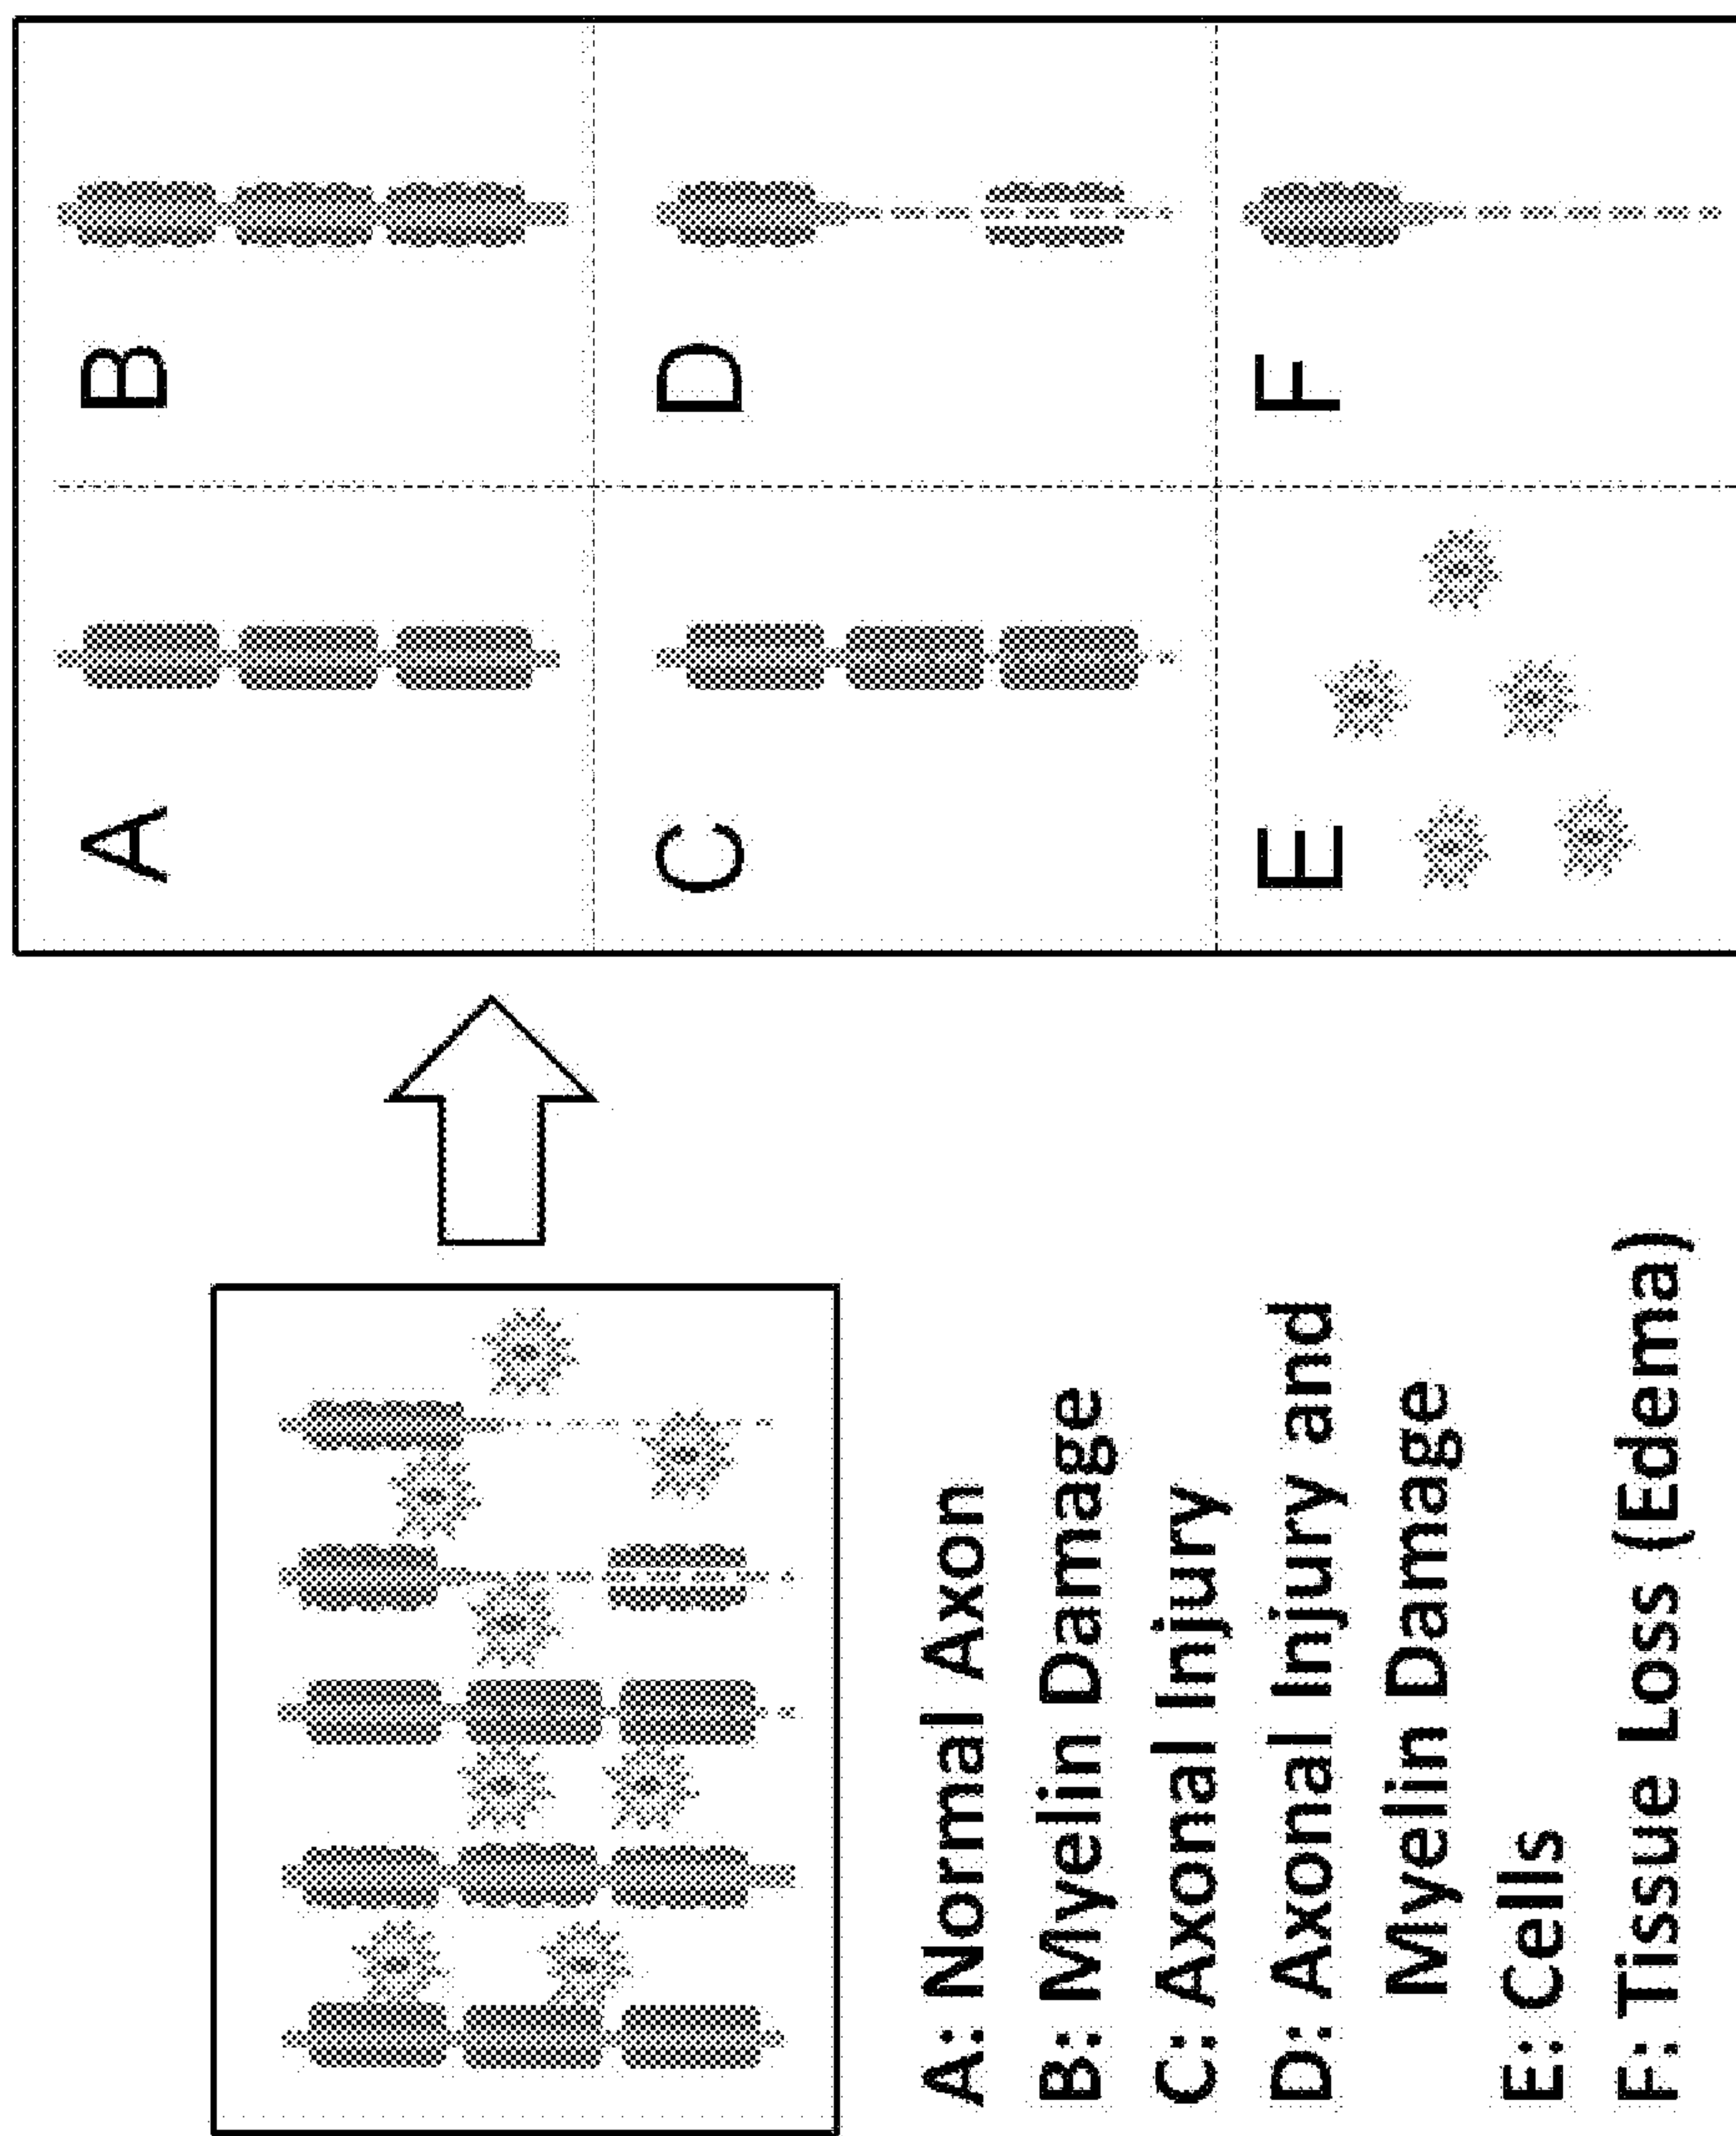 A
B
C
D
E
F
A: Normal Axon
B: Myelin Damage
C: Axonal Injury
D: Axonal Injury and
Myelin Damage
E: Cells
F: Tissue Loss (Edema)